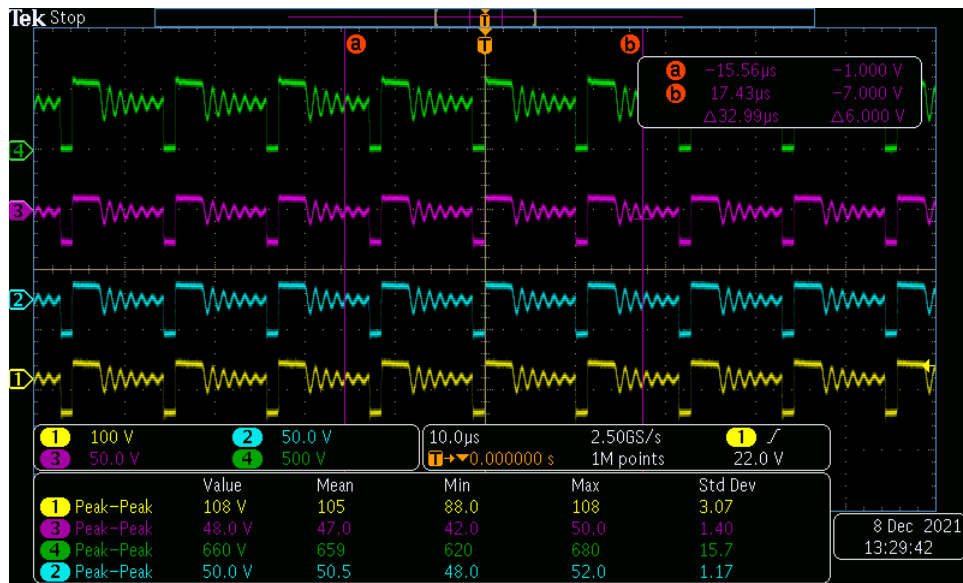 Tek Stop
T
T
a b
a −15.56µs −1.000 V
b 17.43µs −7.000 V
△32.99µs △6.000 V
4
3
2
1
1 100 V 2 50.0 V
3 50.0 V 4 500 V
10.0µs 2.50GS/s 1 /
T→▼0.000000 s 1M points 22.0 V
Value Mean Min Max Std Dev
1 Peak−Peak 108 V 105 88.0 108 3.07
3 Peak−Peak 48.0 V 47.0 42.0 50.0 1.40
4 Peak−Peak 660 V 659 620 680 15.7
2 Peak−Peak 50.0 V 50.5 48.0 52.0 1.17
8 Dec 2021
13:29:42